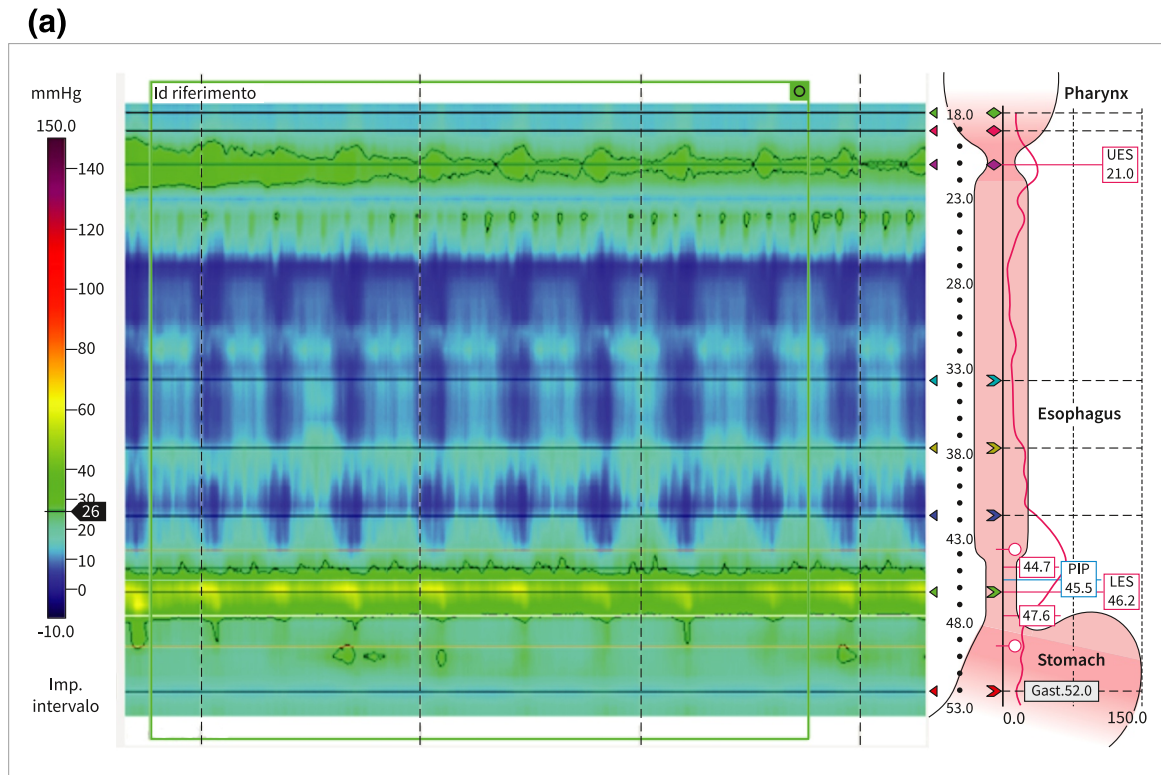 (a)
mmHg
150.0
140
120
100
80
60
40
30
26
20
10
0
-10.0
Imp.
intervalo
Id riferimento
Pharynx
18.0
UES
21.0
23.0
28.0
33.0
Esophagus
38.0
43.0
44.7
PIP
45.5
LES
46.2
47.6
48.0
Stomach
Gast.52.0
53.0
0.0
150.0